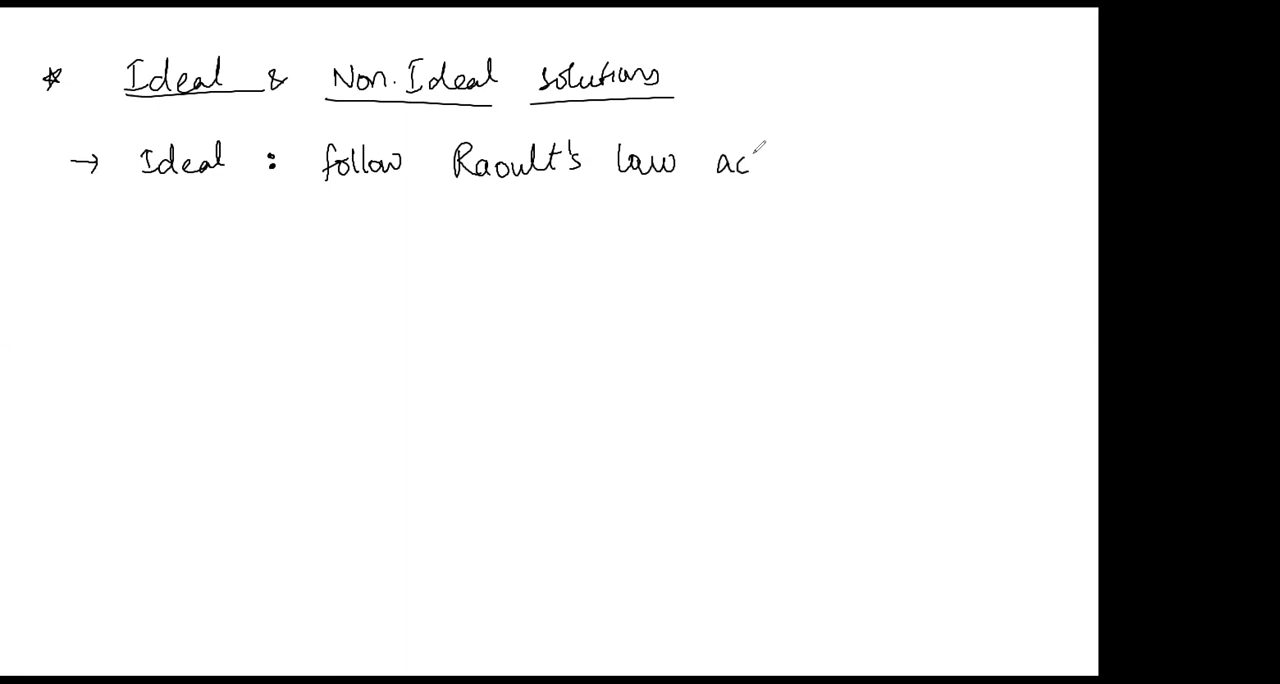 * Ideal & Non. Ideal solutions
→ Ideal : follow Raoult's law ac